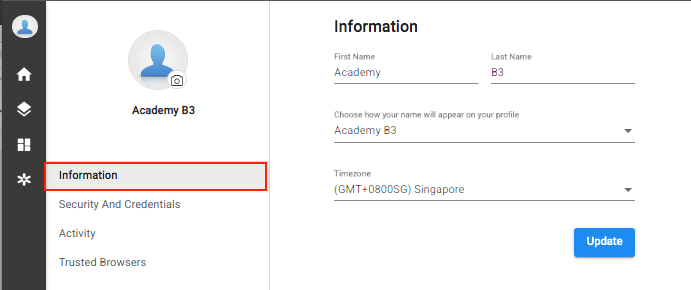 Academy B3
Information
Security And Credentials
Activity
Trusted Browsers
Information
First Name
Last Name
Academy
B3
Choose how your name will appear on your profile
Academy B3
Timezone
(GMT+0800SG) Singapore
Update